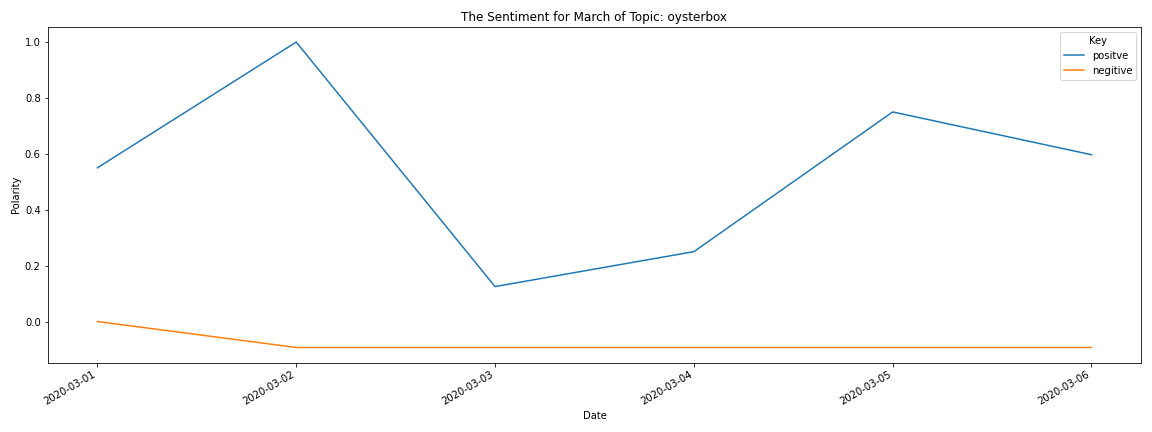 The Sentiment for March of Topic: oysterbox
Key
positve
negitive
1.0
0.8
0.6
0.4
0.2
0.0
Polarity
2020-03-01
2020-03-02
2020-03-03
2020-03-04
2020-03-05
2020-03-06
Date